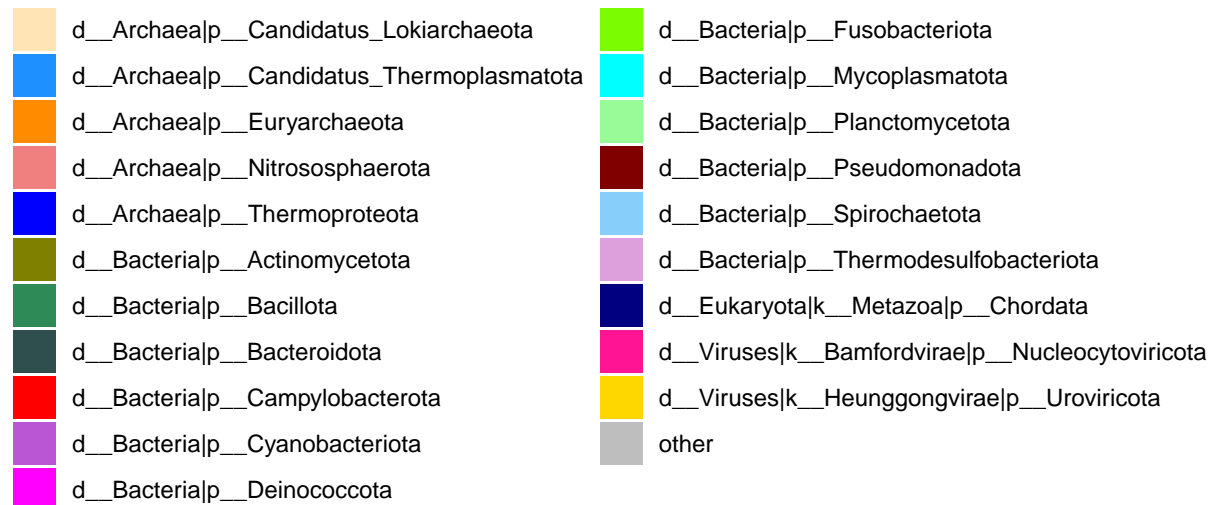 d__Archaea|p__Candidatus_Lokiarchaeota
d__Archaea|p__Candidatus_Thermoplasmatota
d__Archaea|p__Euryarchaeota
d__Archaea|p__Nitrososphaerota
d__Archaea|p__Thermoproteota
d__Bacteria|p__Actinomycetota
d__Bacteria|p__Bacillota
d__Bacteria|p__Bacteroidota
d__Bacteria|p__Campylobacterota
d__Bacteria|p__Cyanobacteriota
d__Bacteria|p__Deinococcota
d__Bacteria|p__Fusobacteriota
d__Bacteria|p__Mycoplasmatota
d__Bacteria|p__Planctomycetota
d__Bacteria|p__Pseudomonadota
d__Bacteria|p__Spirochaetota
d__Bacteria|p__Thermodesulfobacteriota
d__Eukaryota|k__Metazoa|p__Chordata
d__Viruses|k__Bamfordvirae|p__Nucleocytoviricota
d__Viruses|k__Heunggongvirae|p__Uroviricota
other